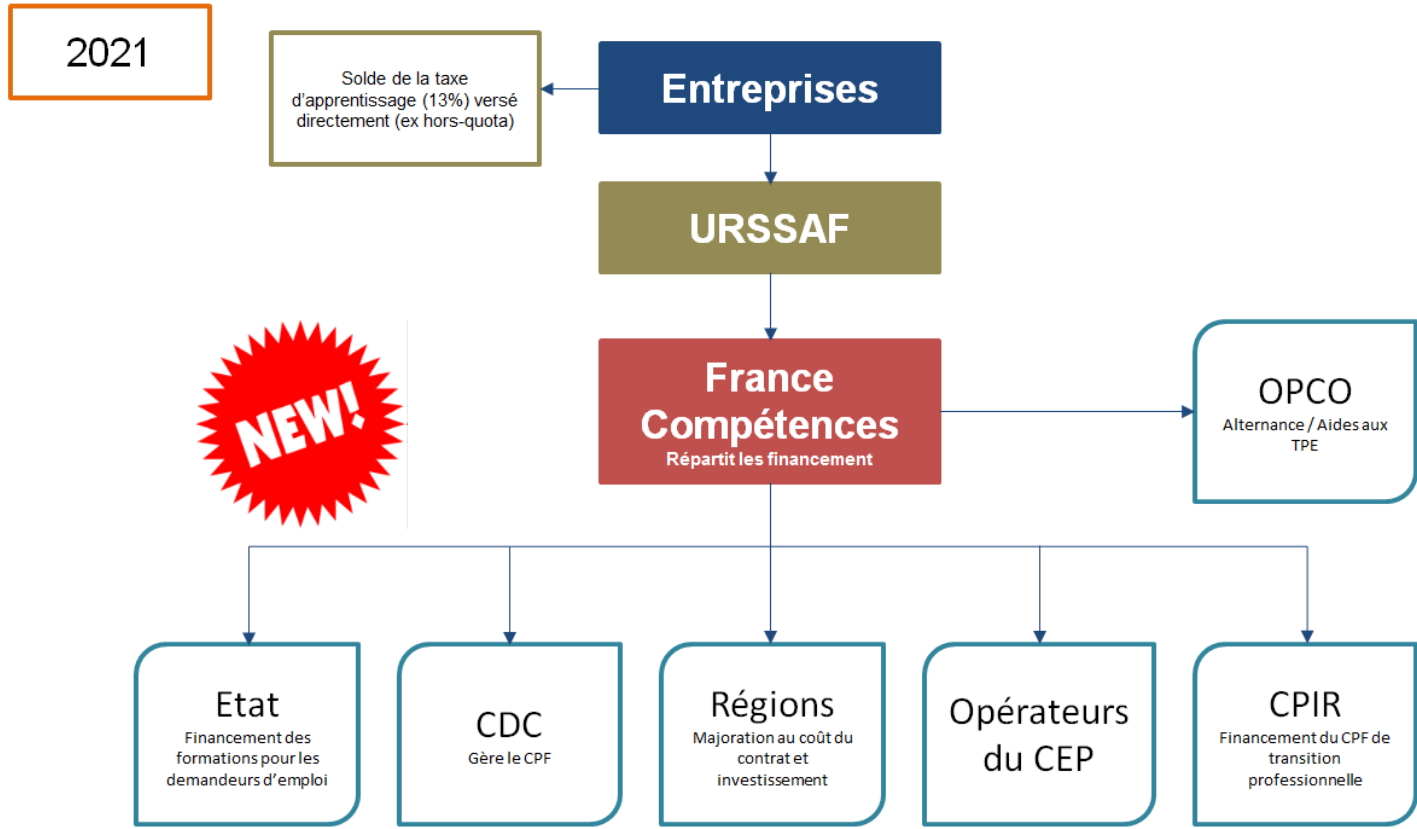 2021
Solde de la taxe
d’apprentissage (13%) versé
directement (ex hors-quota)
Entreprises
URSSAF
NEW!
France
Compétences
Répartit les financement
OPCO
Alternance / Aides aux
TPE
Etat
Financement des
formations pour les
demandeurs d’emploi
CDC
Gère le CPF
Régions
Majoration au coût du
contrat et
investissement
Opérateurs
du CEP
CPIR
Financement du CPF de
transition
professionnelle